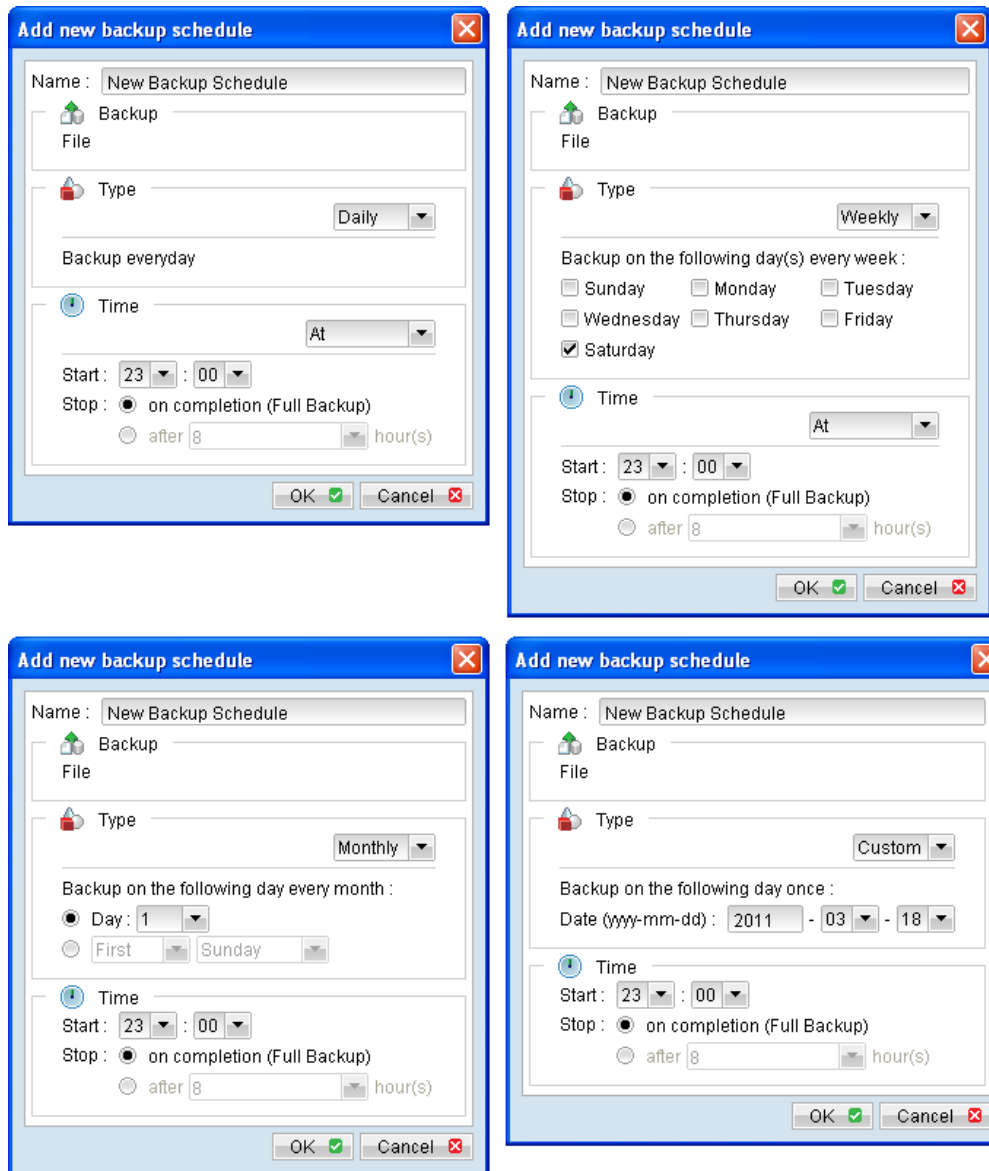 Add new backup schedule
Name : New Backup Schedule
Backup
File
Type
Daily
Backup everyday
Time
At
Start : 23 : 00
Stop : on completion (Full Backup)
after 8 hour(s)
OK Cancel
Add new backup schedule
Name : New Backup Schedule
Backup
File
Type
Weekly
Backup on the following day(s) every week :
Sunday Monday Tuesday
Wednesday Thursday Friday
Saturday
Time
At
Start : 23 : 00
Stop : on completion (Full Backup)
after 8 hour(s)
OK Cancel
Add new backup schedule
Name : New Backup Schedule
Backup
File
Type
Monthly
Backup on the following day every month :
Day : 1
First Sunday
Time
Start : 23 : 00
Stop : on completion (Full Backup)
after 8 hour(s)
OK Cancel
Add new backup schedule
Name : New Backup Schedule
Backup
File
Type
Custom
Backup on the following day once :
Date (yyyy-mm-dd) : 2011 - 03 - 18
Time
Start : 23 : 00
Stop : on completion (Full Backup)
after 8 hour(s)
OK Cancel